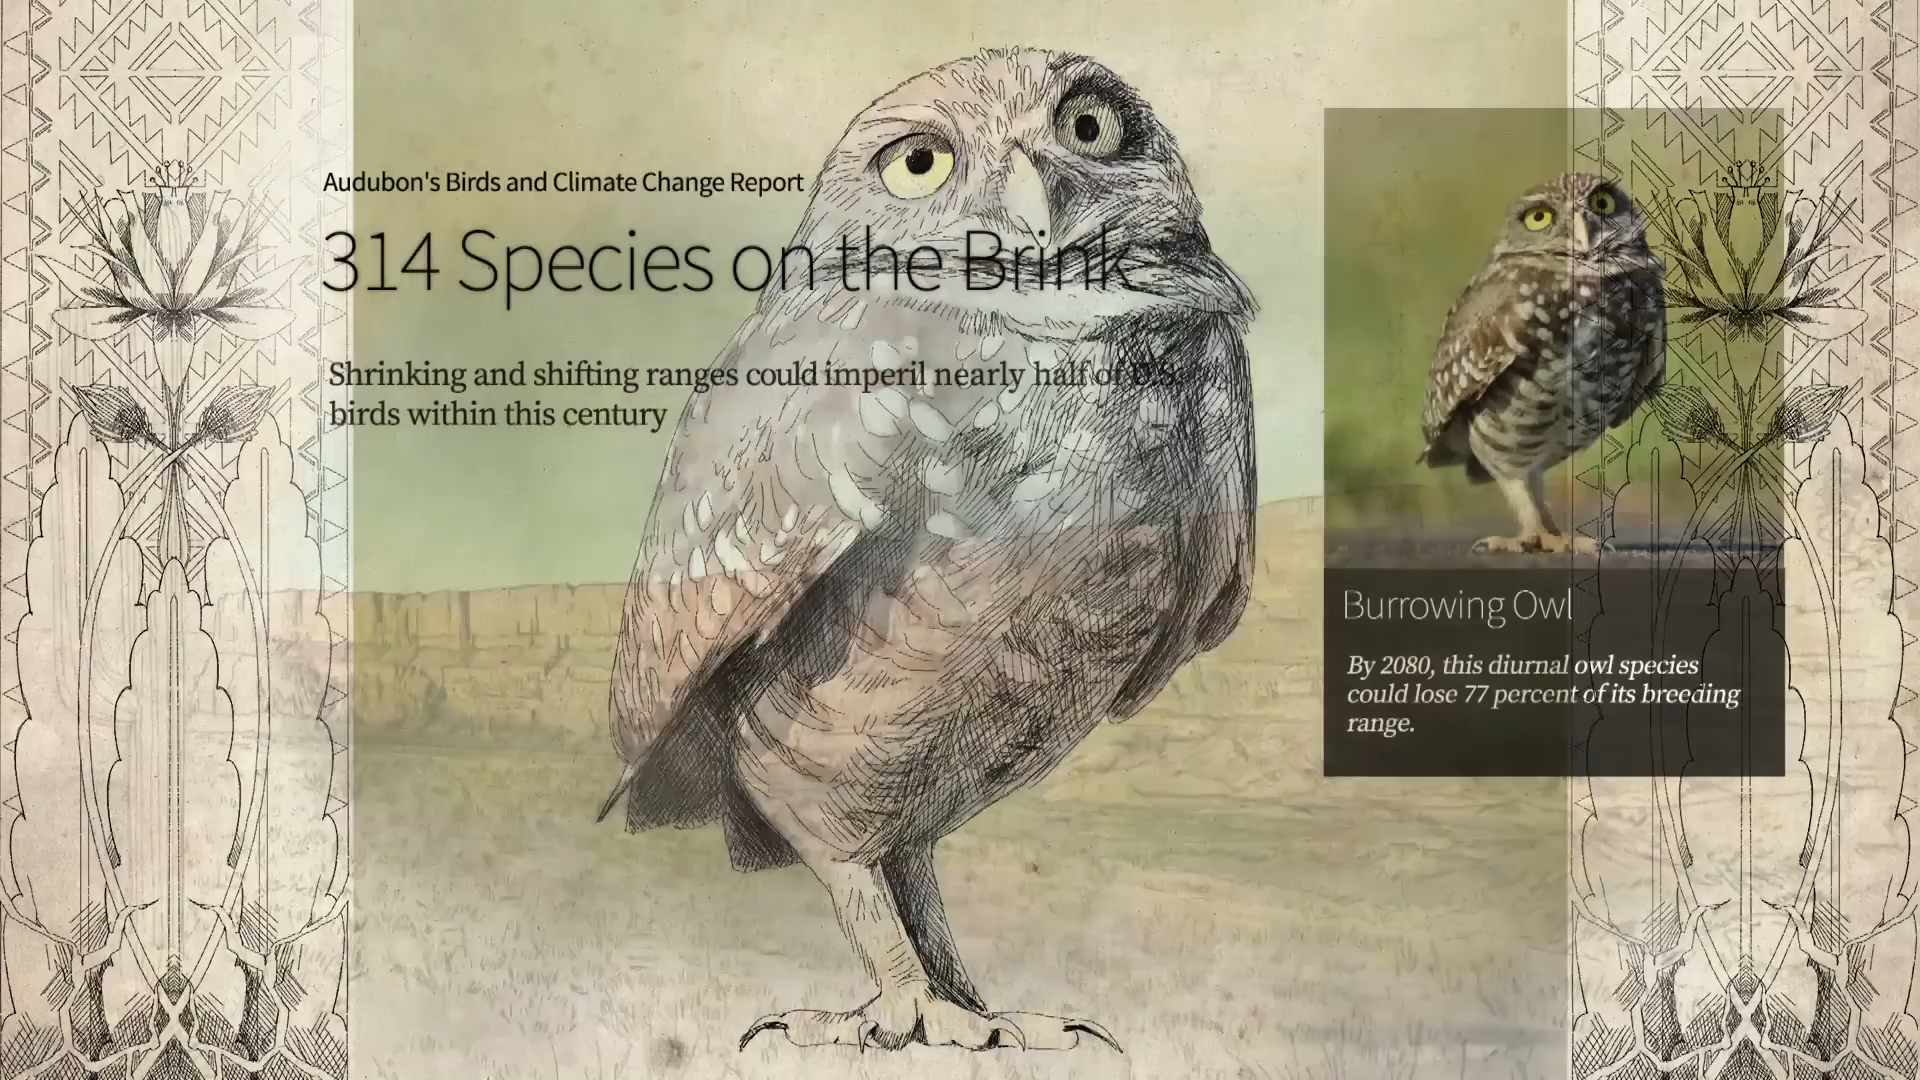 Audubon's Birds and Climate Change Report
314 Species on the Brink
Shrinking and shifting ranges could imperil nearly half of U.S.
birds within this century
Burrowing Owl
By 2080, this diurnal owl species
could lose 77 percent of its breeding
range.